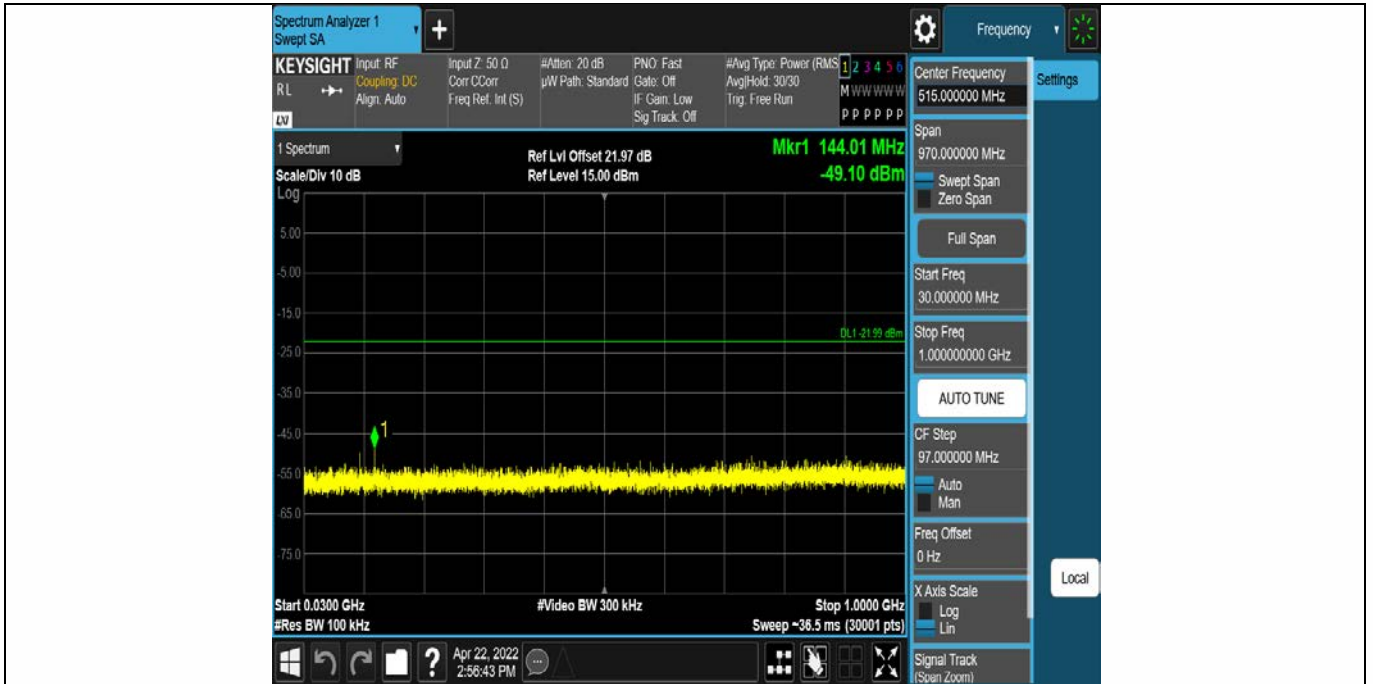 Spectrum Analyzer 1
Swept SA
+
Frequency
KEYSIGHT
RL
LXI
Input: RF
Coupling: DC
Align: Auto
Input Z: 50 Ω
Corr CCorr
Freq Ref: Int (S)
#Atten: 20 dB
µW Path: Standard
PNO: Fast
Gate: Off
IF Gain: Low
Sig Track: Off
#Avg Type: Power (RMS
Avg|Hold: 30/30
Trig: Free Run
1 2 3 4 5 6
M W W W W W
P P P P P P
1 Spectrum
Scale/Div 10 dB
Ref Lvl Offset 21.97 dB
Ref Level 15.00 dBm
Mkr1 144.01 MHz
-49.10 dBm
Log
5.00
-5.00
-15.0
DL1 -21.99 dBm
-25.0
-35.0
-45.0
1
-55.0
-65.0
-75.0
Start 0.0300 GHz
#Video BW 300 kHz
Stop 1.0000 GHz
#Res BW 100 kHz
Sweep ~36.5 ms (30001 pts)
?
Apr 22, 2022
2:56:43 PM
Center Frequency
515.000000 MHz
Settings
Span
970.000000 MHz
Swept Span
Zero Span
Full Span
Start Freq
30.000000 MHz
Stop Freq
1.000000000 GHz
AUTO TUNE
CF Step
97.000000 MHz
Auto
Man
Freq Offset
0 Hz
Local
X Axis Scale
Log
Lin
Signal Track
(Span Zoom)